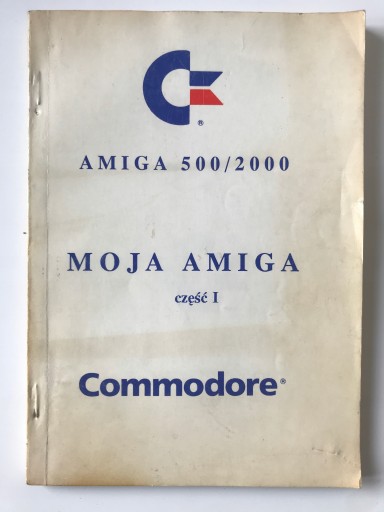 ®
AMIGA 500/2000
MOJA AMIGA
część I
Commodore®